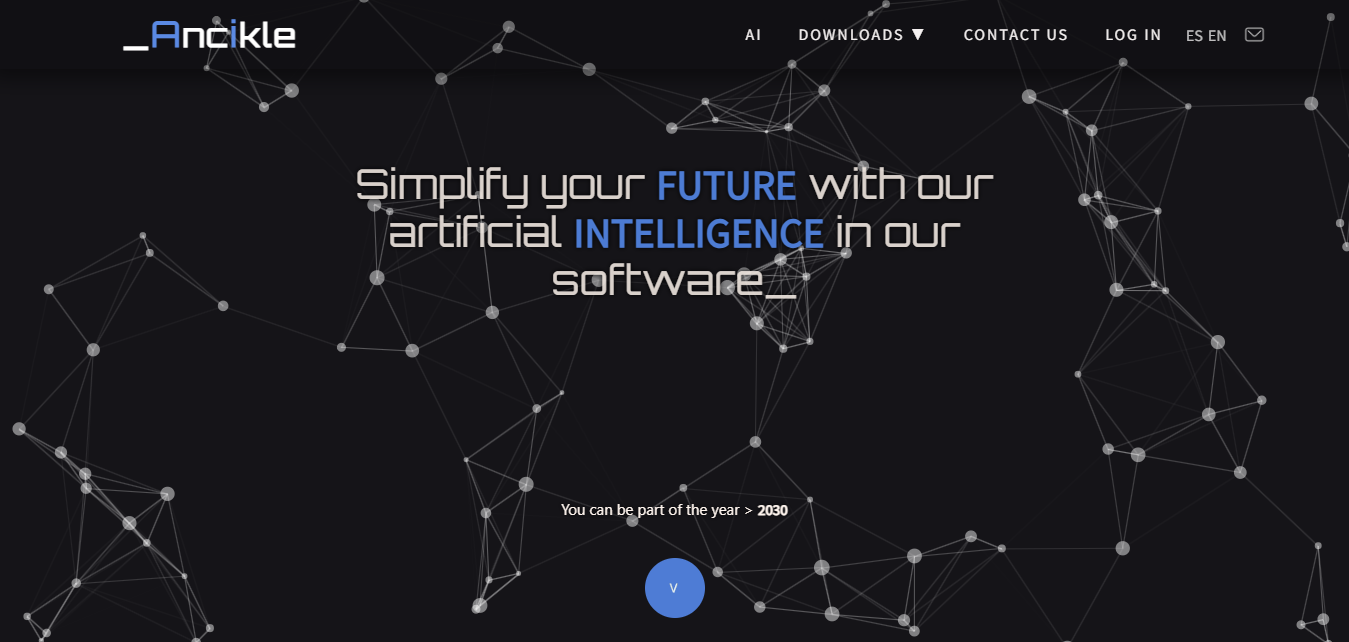 _Ancikle
AI DOWNLOADS ▼ CONTACT US LOG IN ES EN
Simplify your FUTURE with our
artificial INTELLIGENCE in our
software_
You can be part of the year > 2030
V